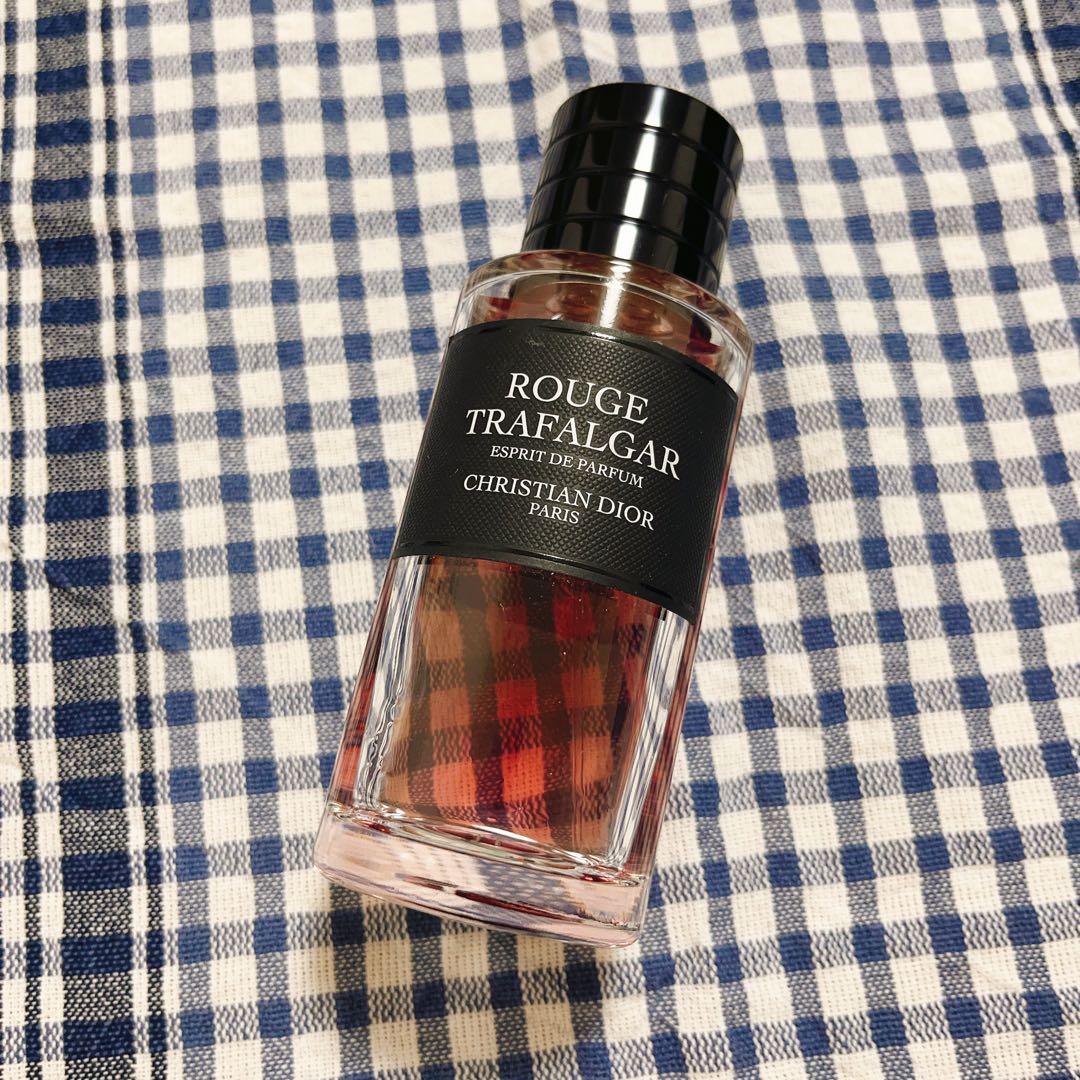 ROUGE
TRAFALGAR
ESPRIT DE PARFUM
CHRISTIAN DIOR
PARIS